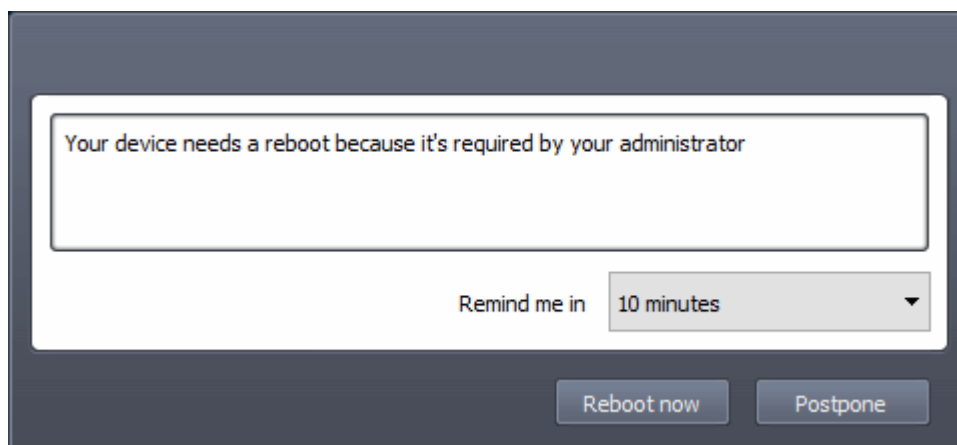 Your device needs a reboot because it's required by your administrator
Remind me in 10 minutes
Reboot now Postpone